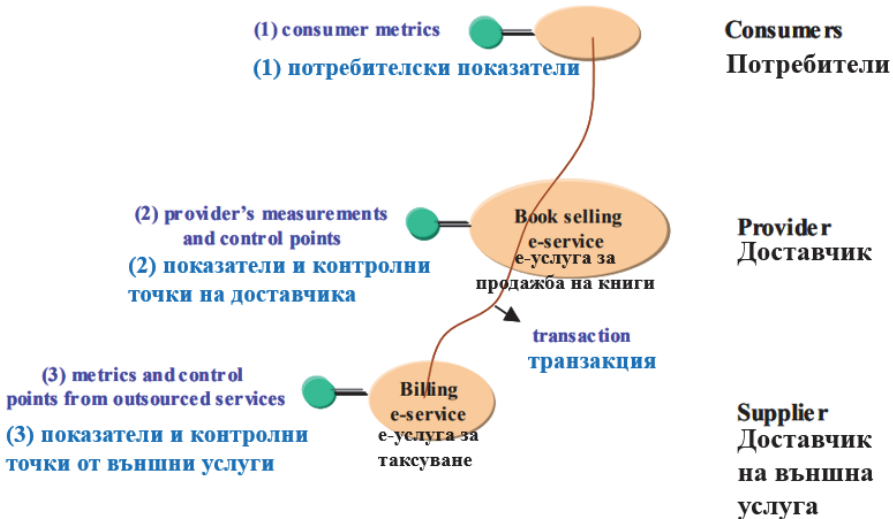 (1) consumer metrics
(1) потребителски показатели
Consumers
Потребители
(2) provider's measurements
and control points
(2) показатели и контролни
точки на доставчика
Book selling
e-service
е-услуга за
продажба на книги
Provider
Доставчик
transaction
транзакция
(3) metrics and control
points from outsourced services
(3) показатели и контролни
точки от външни услуги
Billing
e-service
е-услуга за
таксуване
Supplier
Доставчик
на външна
услуга